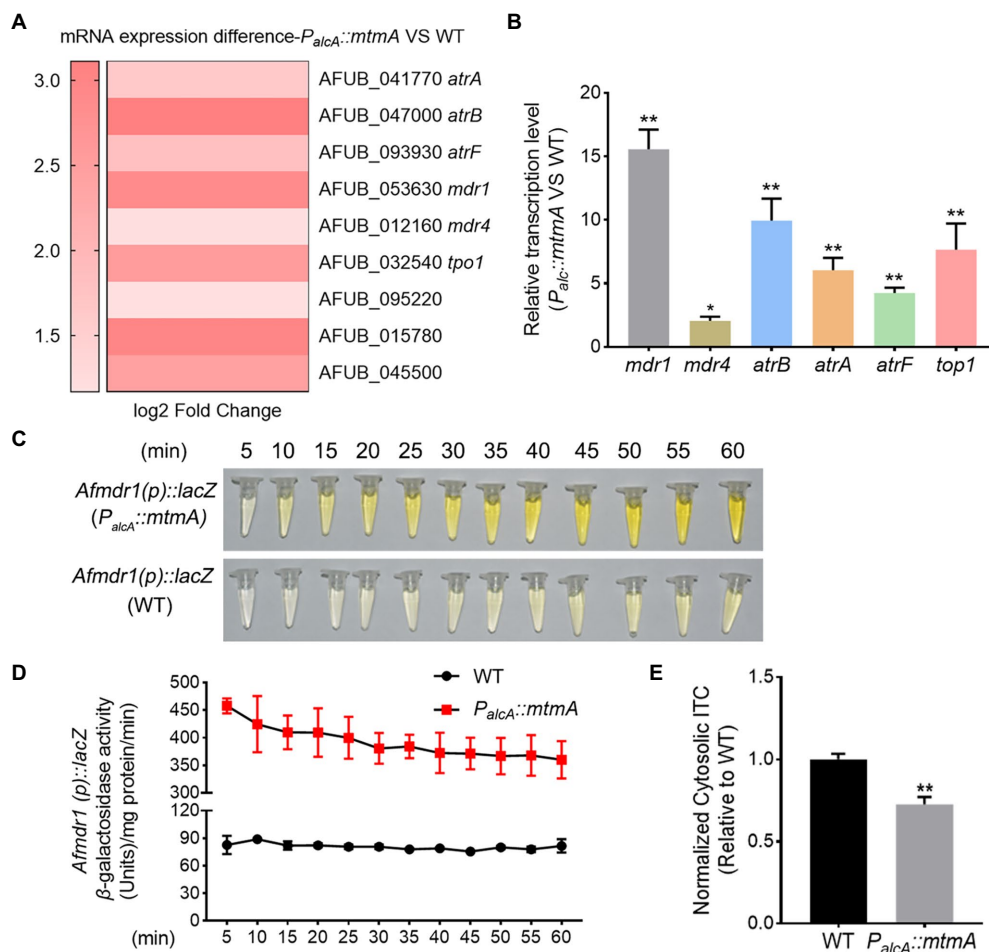 A
mRNA expression difference-PalcA::mtmA VS WT
3.0
2.5
2.0
1.5
AFUB_041770 atrA
AFUB_047000 atrB
AFUB_093930 atrF
AFUB_053630 mdr1
AFUB_012160 mdr4
AFUB_032540 tpo1
AFUB_095220
AFUB_015780
AFUB_045500
log2 Fold Change
B
Relative transcription level
(Palc::mtmA VS WT)
20
15
10
5
0
**
*
**
**
**
**
mdr1 mdr4 atrB atrA atrF top1
C
(min) 5 10 15 20 25 30 35 40 45 50 55 60
Afmdr1(p)::lacZ
(PalcA::mtmA)
Afmdr1(p)::lacZ
(WT)
D
Afmdr1 (p)::lacZ
β-galactosidase activity
(Units)/mg protein/min)
500
450
400
350
300
120
90
60
30
0
WT
PalcA::mtmA
(min) 5 10 15 20 25 30 35 40 45 50 55 60
E
Normalized Cytosolic ITC
(Relative to WT)
1.5
1.0
0.5
0.0
**
WT PalcA::mtmA